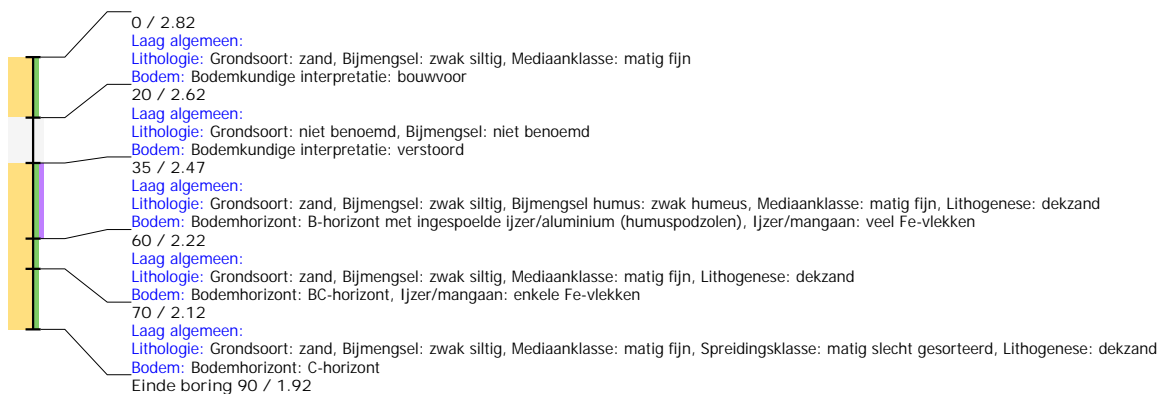 0 / 2.82
Laag algemeen:
Lithologie: Grondsoort: zand, Bijmengsel: zwak siltig, Mediaanklasse: matig fijn
Bodem: Bodemkundige interpretatie: bouwvoor
20 / 2.62
Laag algemeen:
Lithologie: Grondsoort: niet benoemd, Bijmengsel: niet benoemd
Bodem: Bodemkundige interpretatie: verstoord
35 / 2.47
Laag algemeen:
Lithologie: Grondsoort: zand, Bijmengsel: zwak siltig, Bijmengsel humus: zwak humeus, Mediaanklasse: matig fijn, Lithogenese: dekzand
Bodem: Bodemhorizont: B-horizont met ingespoelde ijzer/aluminium (humuspodzolen), Ijzer/mangaan: veel Fe-vlekken
60 / 2.22
Laag algemeen:
Lithologie: Grondsoort: zand, Bijmengsel: zwak siltig, Mediaanklasse: matig fijn, Lithogenese: dekzand
Bodem: Bodemhorizont: BC-horizont, Ijzer/mangaan: enkele Fe-vlekken
70 / 2.12
Laag algemeen:
Lithologie: Grondsoort: zand, Bijmengsel: zwak siltig, Mediaanklasse: matig fijn, Spreidingsklasse: matig slecht gesorteerd, Lithogenese: dekzand
Bodem: Bodemhorizont: C-horizont
Einde boring 90 / 1.92